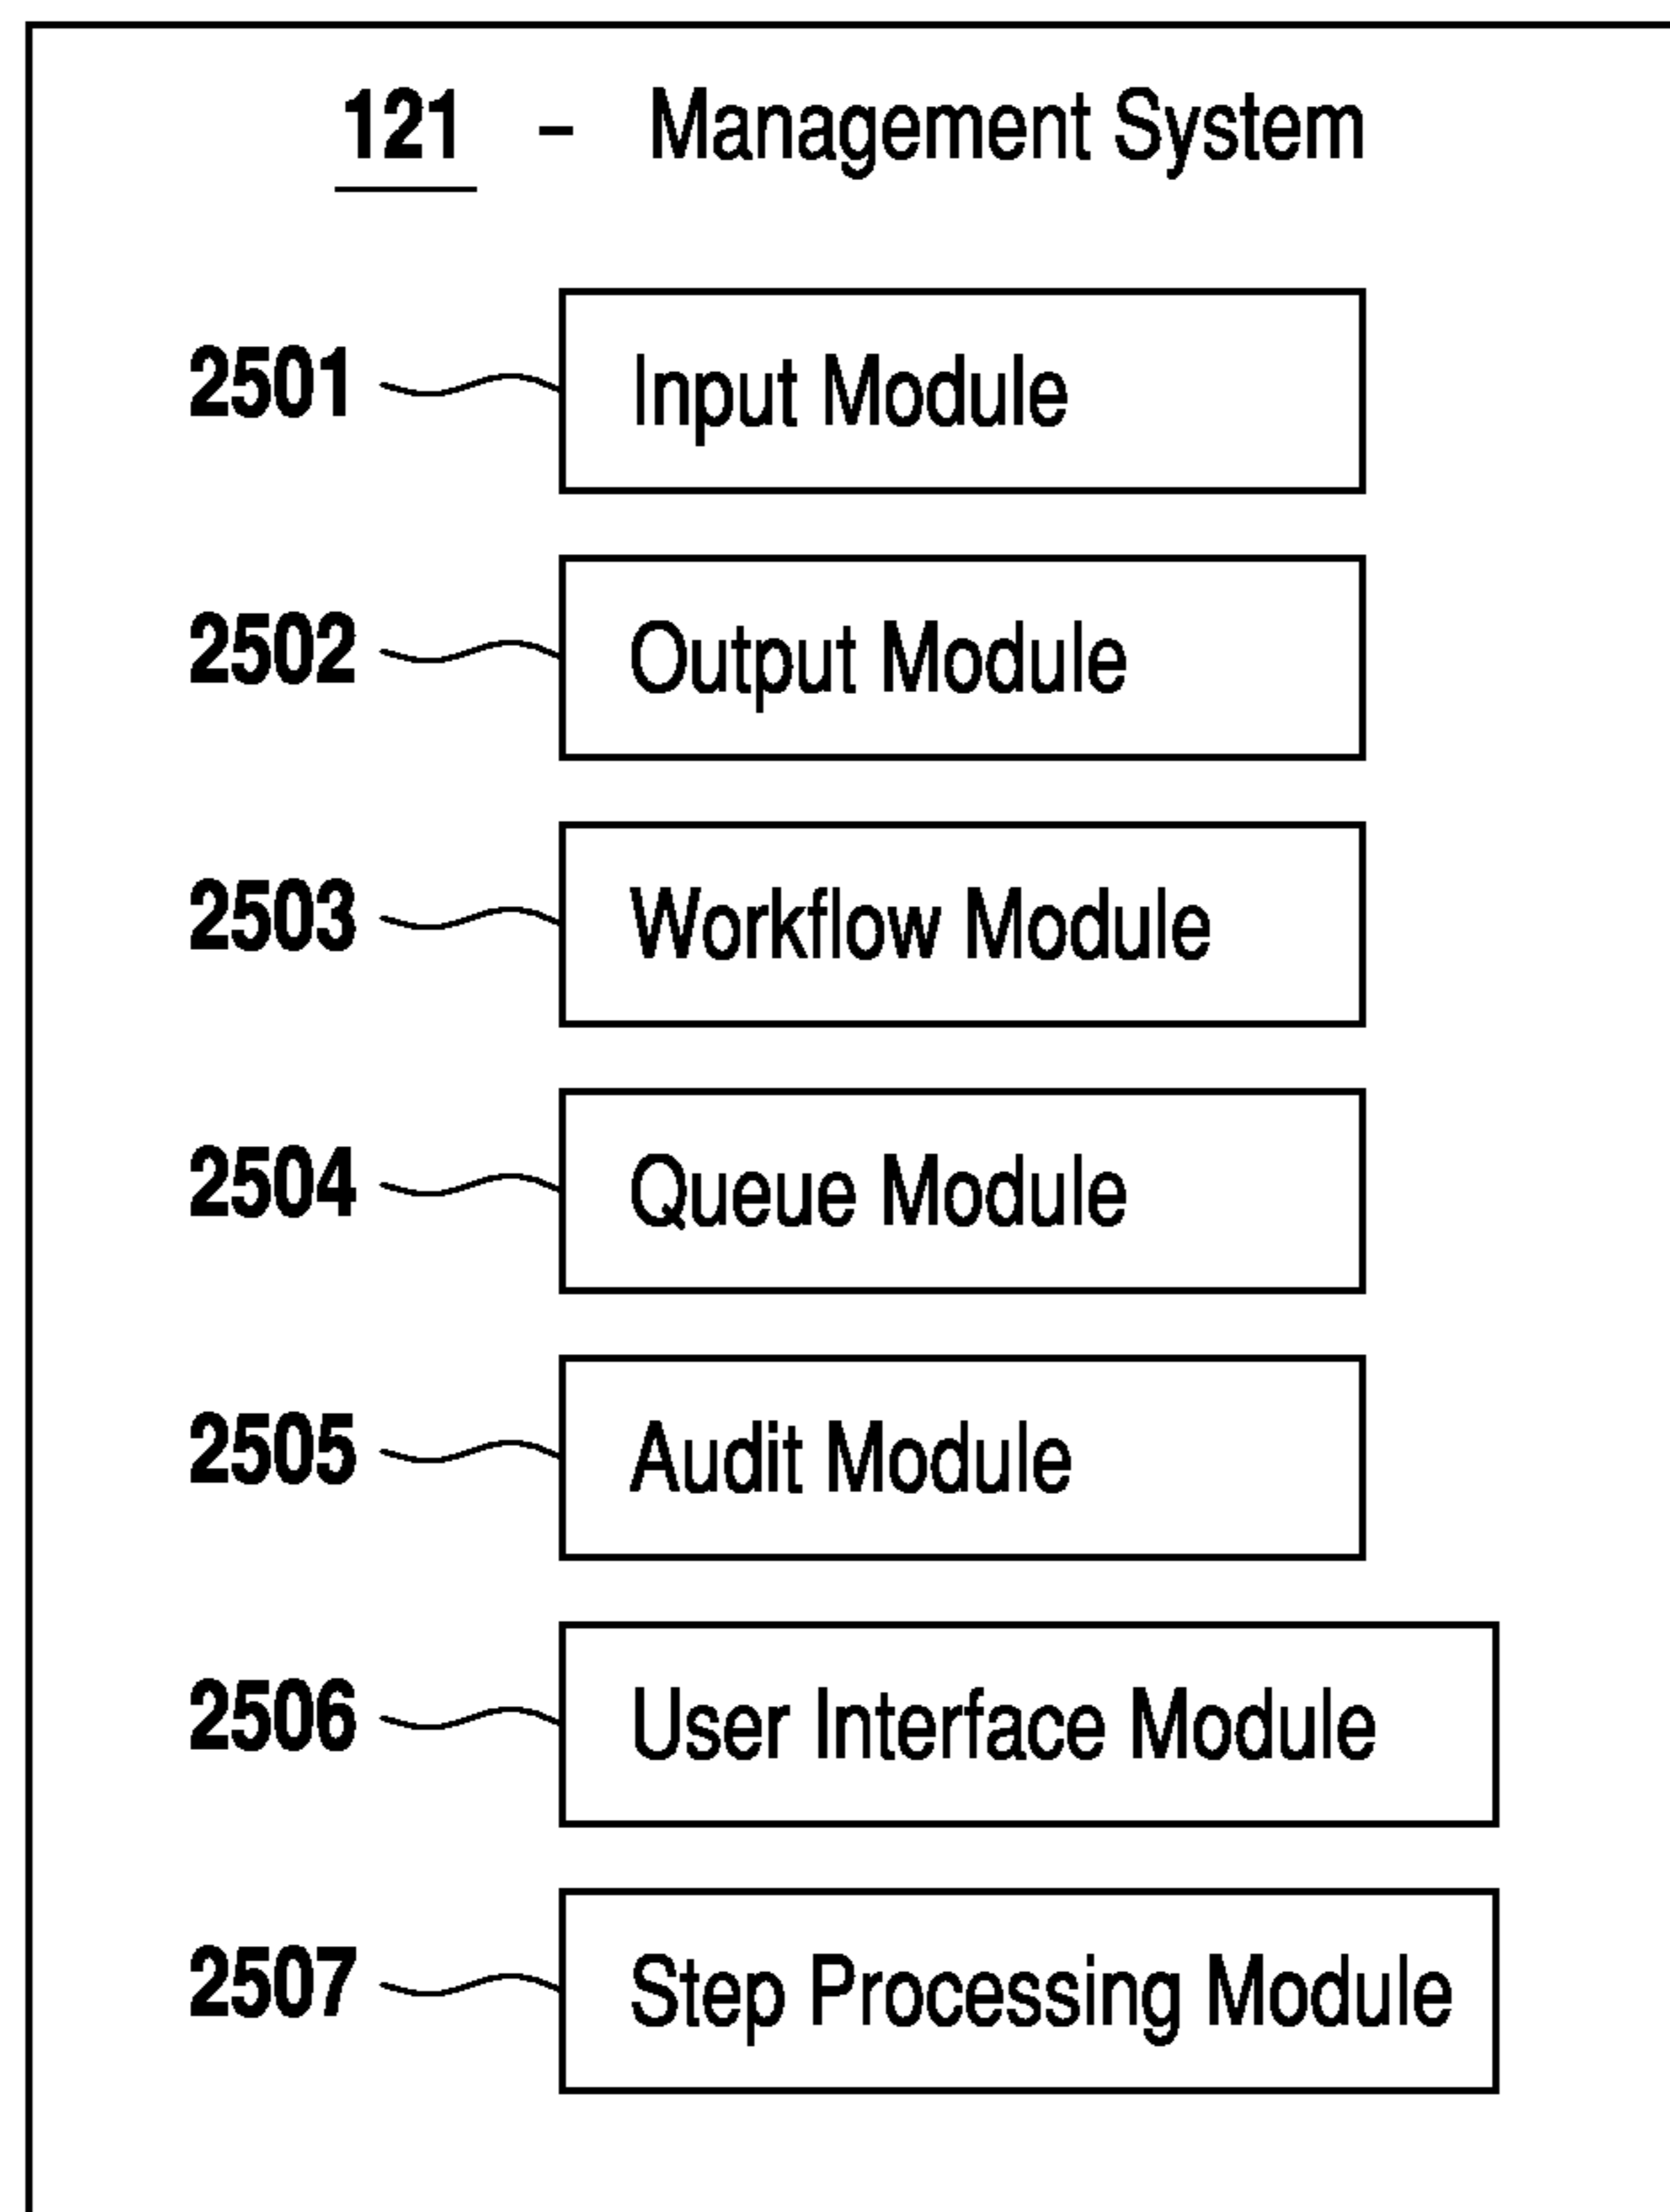 121 – Management System
2501 Input Module
2502 Output Module
2503 Workflow Module
2504 Queue Module
2505 Audit Module
2506 User Interface Module
2507 Step Processing Module